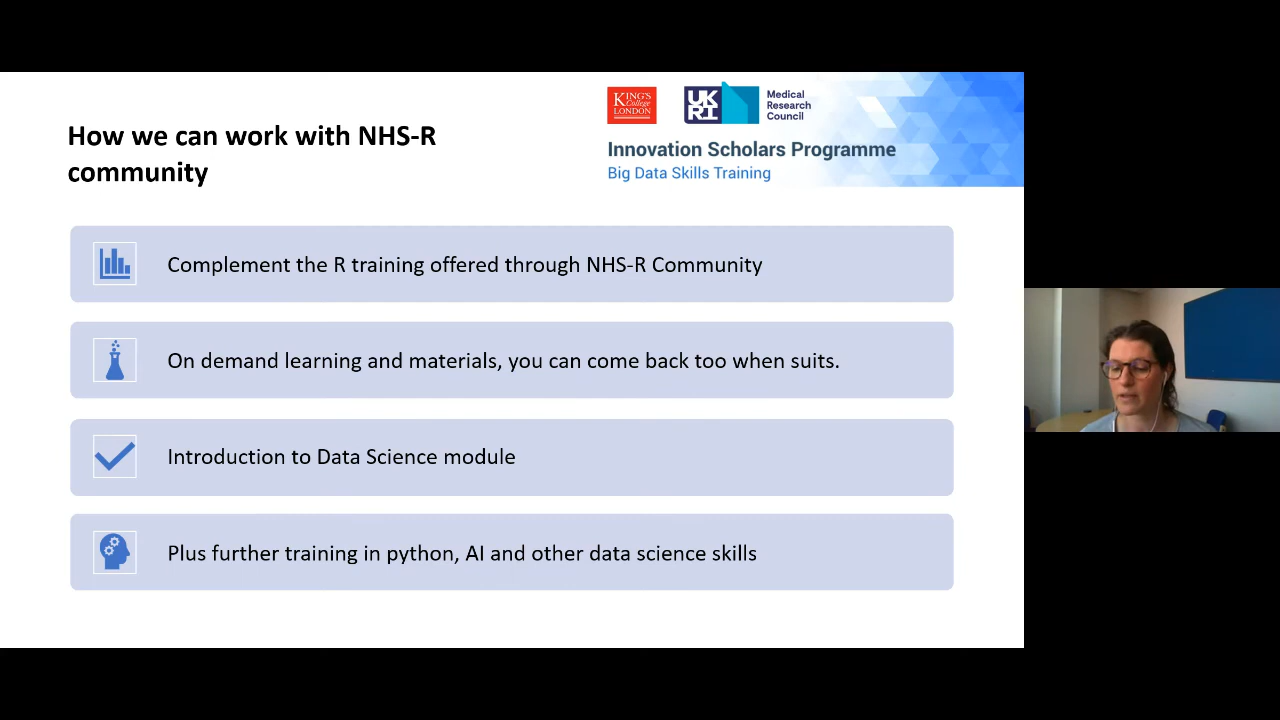 How we can work with NHS-R
community
KING'S
College
LONDON
UK
RI
Medical
Research
Council
Innovation Scholars Programme
Big Data Skills Training
Complement the R training offered through NHS-R Community
On demand learning and materials, you can come back too when suits.
Introduction to Data Science module
Plus further training in python, AI and other data science skills